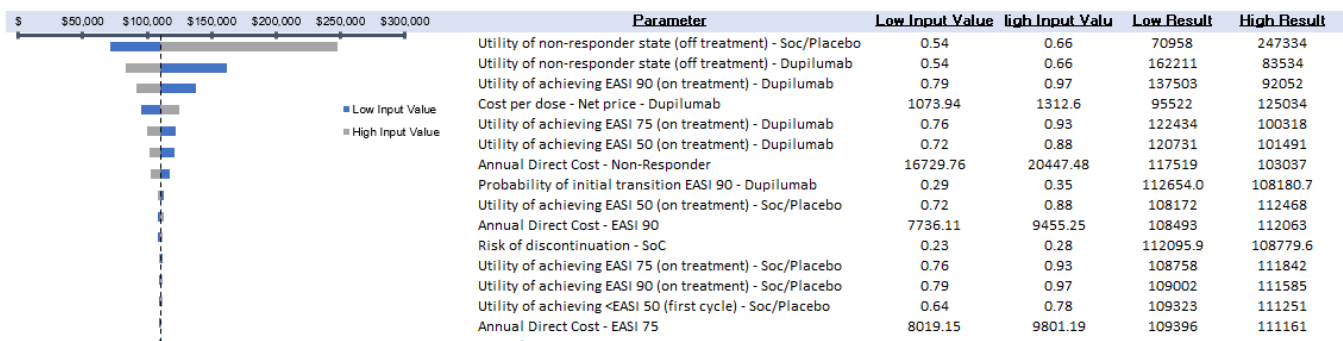 $ $50,000 $100,000 $150,000 $200,000 $250,000 $300,000
Parameter Low Input Value ligh Input Valu Low Result High Result
Utility of non-responder state (off treatment) - Soc/Placebo 0.54 0.66 70958 247334
Utility of non-responder state (off treatment) - Dupilumab 0.54 0.66 162211 83534
Utility of achieving EASI 90 (on treatment) - Dupilumab 0.79 0.97 137503 92052
Cost per dose - Net price - Dupilumab 1073.94 1312.6 95522 125034
Utility of achieving EASI 75 (on treatment) - Dupilumab 0.76 0.93 122434 100318
Utility of achieving EASI 50 (on treatment) - Dupilumab 0.72 0.88 120731 101491
Annual Direct Cost - Non-Responder 16729.76 20447.48 117519 103037
Probability of initial transition EASI 90 - Dupilumab 0.29 0.35 112654.0 108180.7
Utility of achieving EASI 50 (on treatment) - Soc/Placebo 0.72 0.88 108172 112468
Annual Direct Cost - EASI 90 7736.11 9455.25 108493 112063
Risk of discontinuation - SoC 0.23 0.28 112095.9 108779.6
Utility of achieving EASI 75 (on treatment) - Soc/Placebo 0.76 0.93 108758 111842
Utility of achieving EASI 90 (on treatment) - Soc/Placebo 0.79 0.97 109002 111585
Utility of achieving <EASI 50 (first cycle) - Soc/Placebo 0.64 0.78 109323 111251
Annual Direct Cost - EASI 75 8019.15 9801.19 109396 111161
Low Input Value
High Input Value